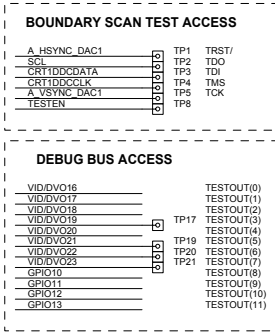 BOUNDARY SCAN TEST ACCESS
A_HSYNC_DAC1 TP1 TRST/
SCL TP2 TDO
CRT1DDCDATA TP3 TDI
CRT1DDCCLK TP4 TMS
A_VSYNC_DAC1 TP5 TCK
TESTEN TP8
DEBUG BUS ACCESS
VID/DVO16 TESTOUT(0)
VID/DVO17 TESTOUT(1)
VID/DVO18 TESTOUT(2)
VID/DVO19 TP17 TESTOUT(3)
VID/DVO20 TESTOUT(4)
VID/DVO21 TP19 TESTOUT(5)
VID/DVO22 TP20 TESTOUT(6)
VID/DVO23 TP21 TESTOUT(7)
GPIO10 TESTOUT(8)
GPIO11 TESTOUT(9)
GPIO12 TESTOUT(10)
GPIO13 TESTOUT(11)